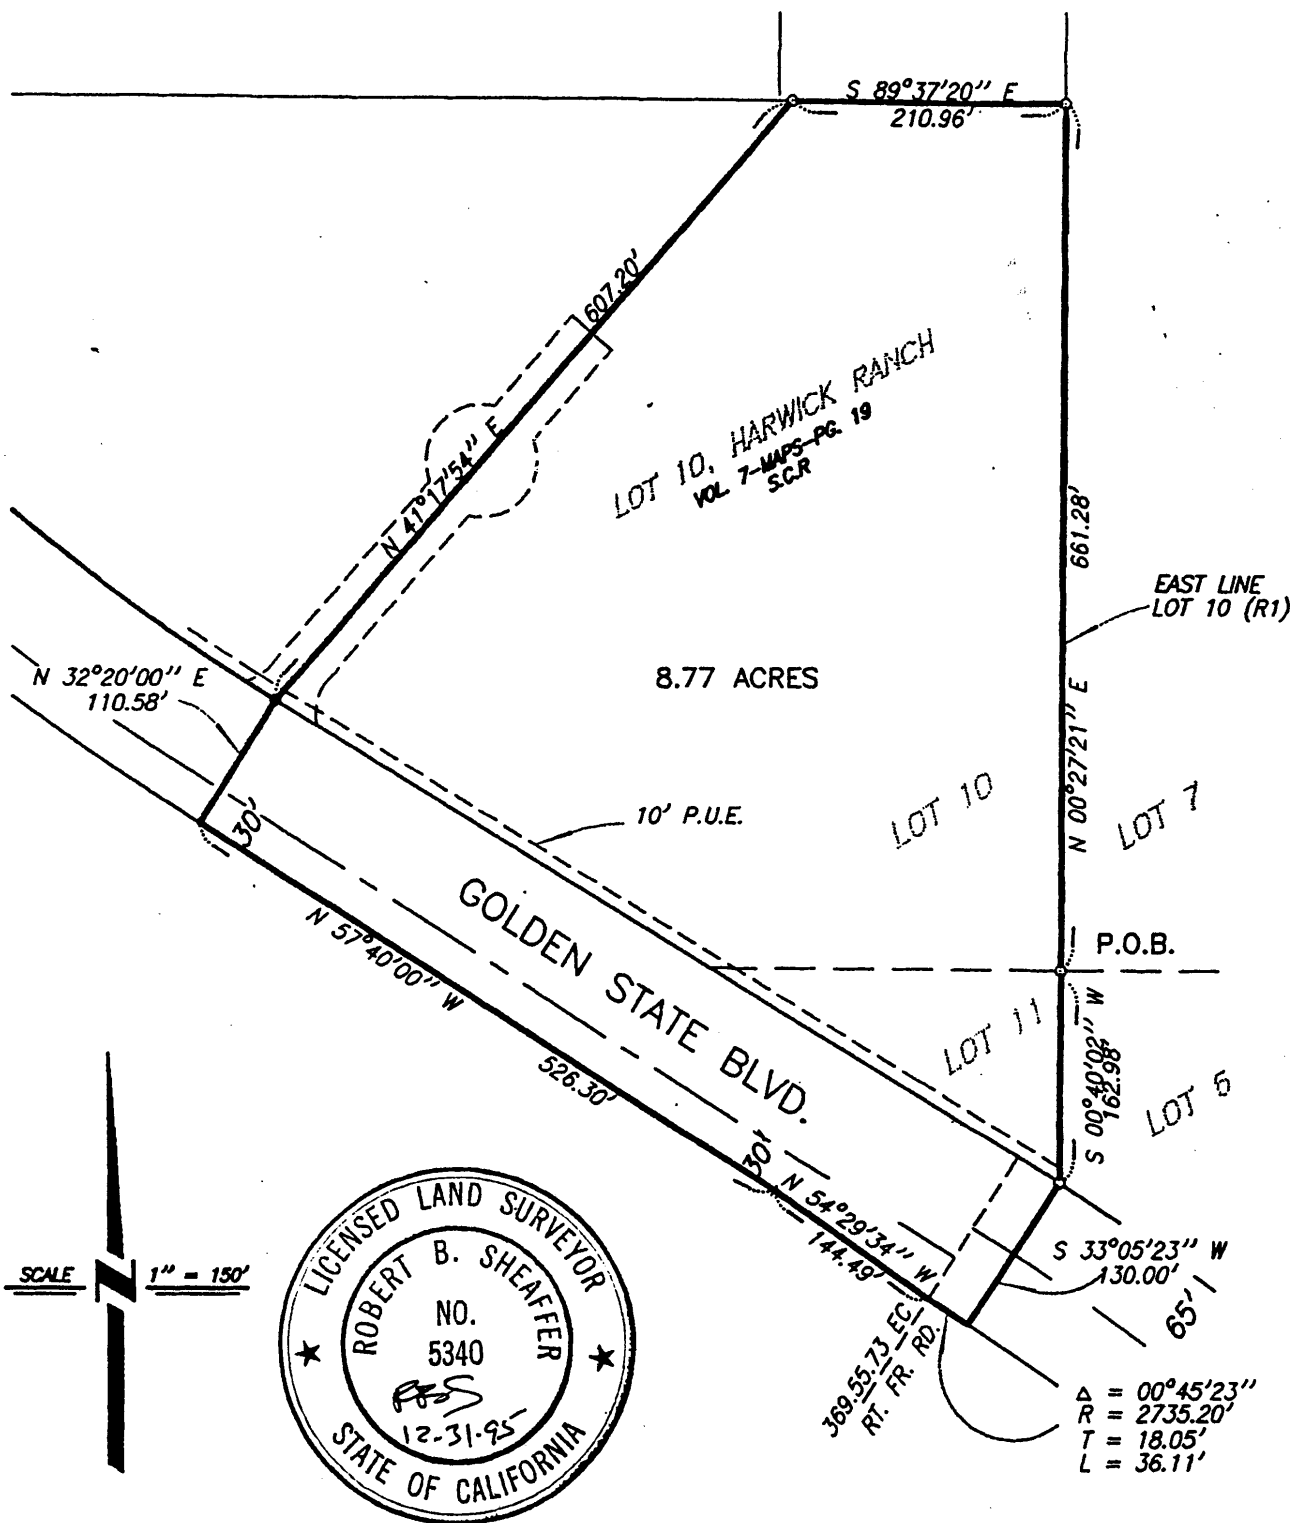 S 89°37'20" E
210.96'
607.20'
N 41°17'54" E
LOT 10, HARWICK RANCH
VOL. 7-MAPS-PG. 19
S.C.R
661.28'
EAST LINE
LOT 10 (R1)
N 32°20'00" E
110.58'
8.77 ACRES
N 00°27'21" E
10' P.U.E.
LOT 10
LOT 7
30'
GOLDEN STATE BLVD.
P.O.B.
N 57°40'00" W
526.30'
LOT 11
S 00°40'02" W
162.98'
LOT 6
30'
N 54°29'34" W
144.49'
S 33°05'23" W
130.00'
65'
369.55.73 EC
RT. FR. RD.
Δ = 00°45'23"
R = 2735.20'
T = 18.05'
L = 36.11'
SCALE 1" = 150'
N
LICENSED LAND SURVEYOR
ROBERT B. SHEAFFER
NO.
5340
RBS
12-31-95
STATE OF CALIFORNIA